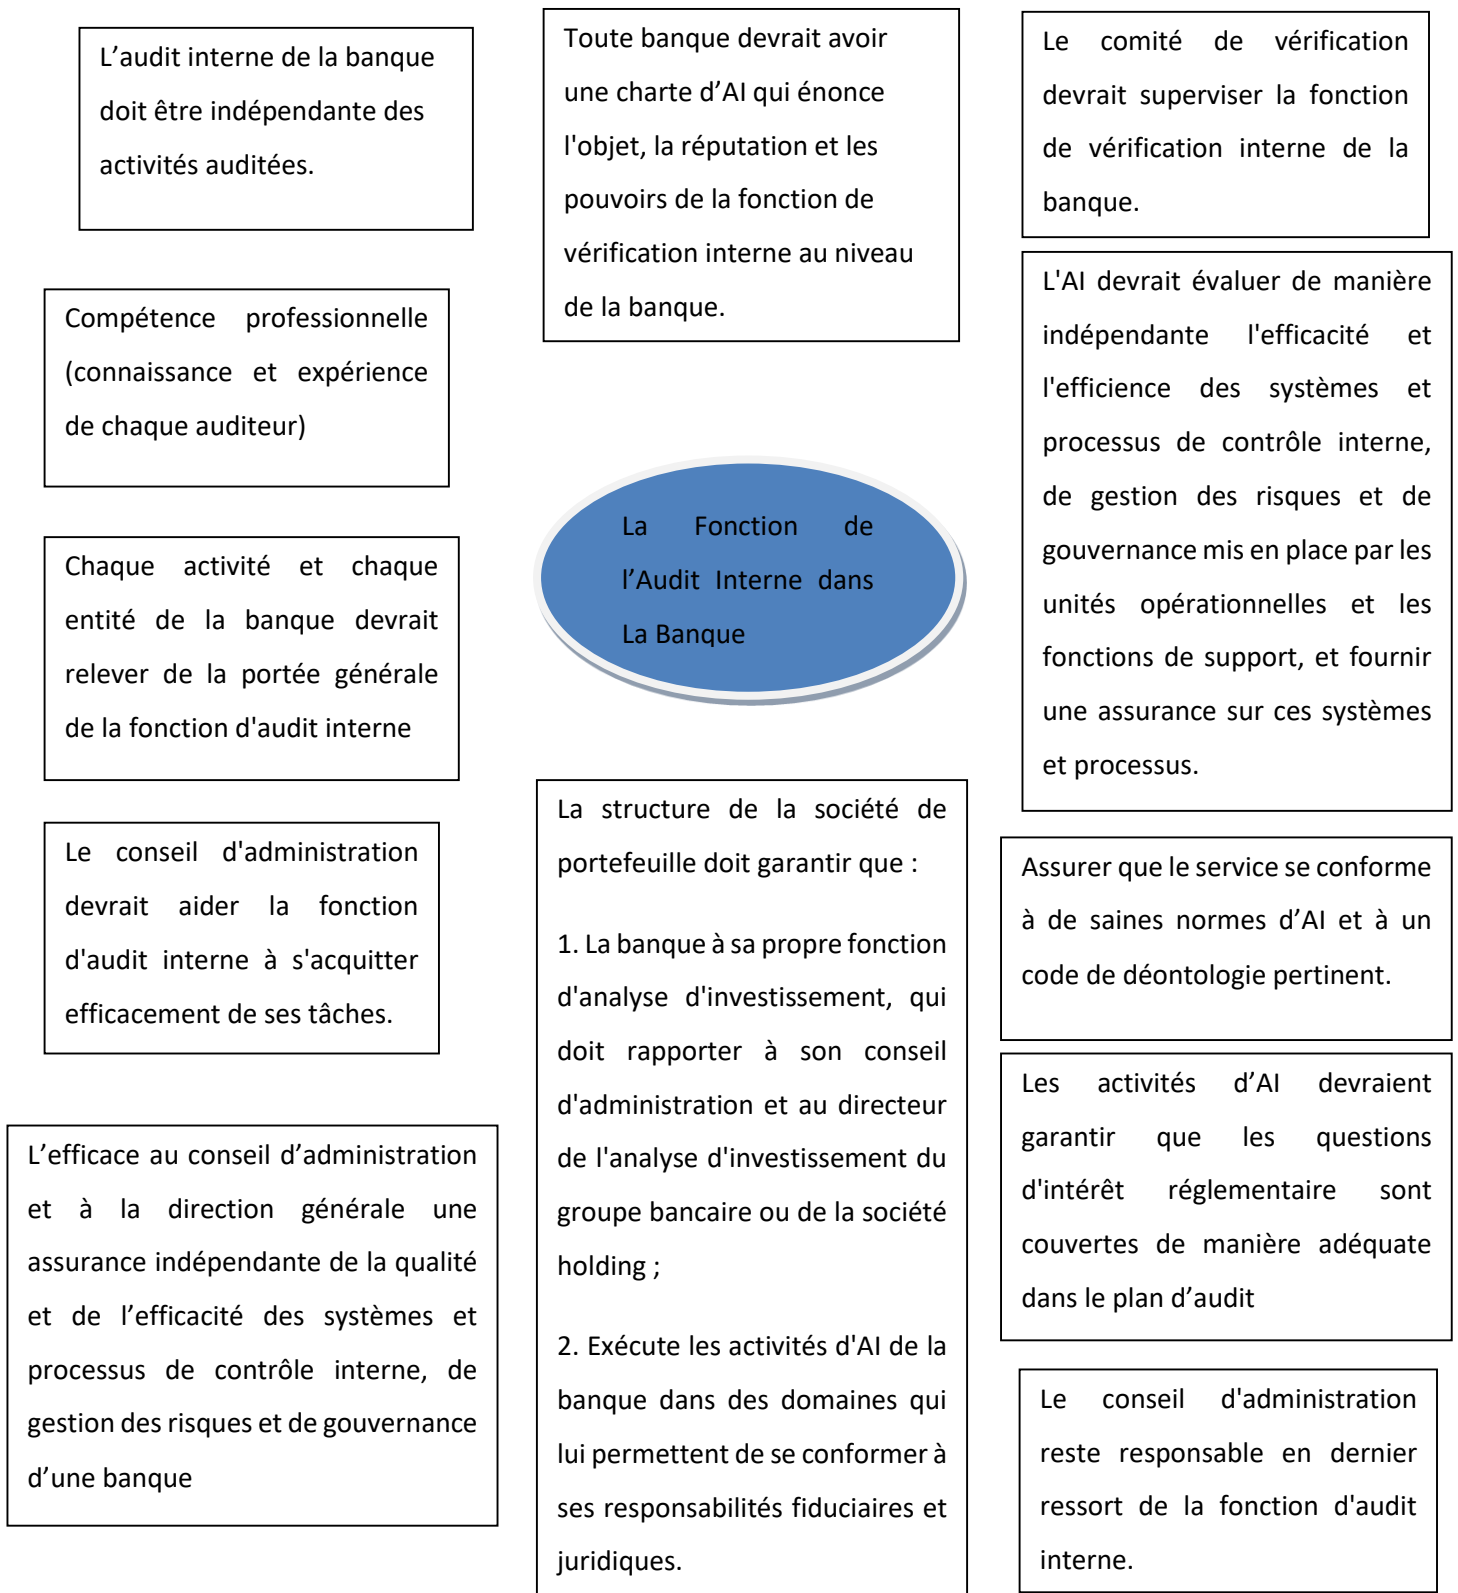 L’audit interne de la banque
doit être indépendante des
activités auditées.
Compétence professionnelle
(connaissance et expérience
de chaque auditeur)
Chaque activité et chaque
entité de la banque devrait
relever de la portée générale
de la fonction d'audit interne
Le conseil d'administration
devrait aider la fonction
d'audit interne à s'acquitter
efficacement de ses tâches.
L’efficace au conseil d’administration
et à la direction générale une
assurance indépendante de la qualité
et de l’efficacité des systèmes et
processus de contrôle interne, de
gestion des risques et de gouvernance
d’une banque
Toute banque devrait avoir
une charte d’AI qui énonce
l'objet, la réputation et les
pouvoirs de la fonction de
vérification interne au niveau
de la banque.
La Fonction de
l’Audit Interne dans
La Banque
La structure de la société de
portefeuille doit garantir que :
1. La banque à sa propre fonction
d'analyse d'investissement, qui
doit rapporter à son conseil
d'administration et au directeur
de l'analyse d'investissement du
groupe bancaire ou de la société
holding ;
2. Exécute les activités d'AI de la
banque dans des domaines qui
lui permettent de se conformer à
ses responsabilités fiduciaires et
juridiques.
Le comité de vérification
devrait superviser la fonction
de vérification interne de la
banque.
L'AI devrait évaluer de manière
indépendante l'efficacité et
l'efficience des systèmes et
processus de contrôle interne,
de gestion des risques et de
gouvernance mis en place par les
unités opérationnelles et les
fonctions de support, et fournir
une assurance sur ces systèmes
et processus.
Assurer que le service se conforme
à de saines normes d’AI et à un
code de déontologie pertinent.
Les activités d’AI devraient
garantir que les questions
d'intérêt réglementaire sont
couvertes de manière adéquate
dans le plan d’audit
Le conseil d'administration
reste responsable en dernier
ressort de la fonction d'audit
interne.